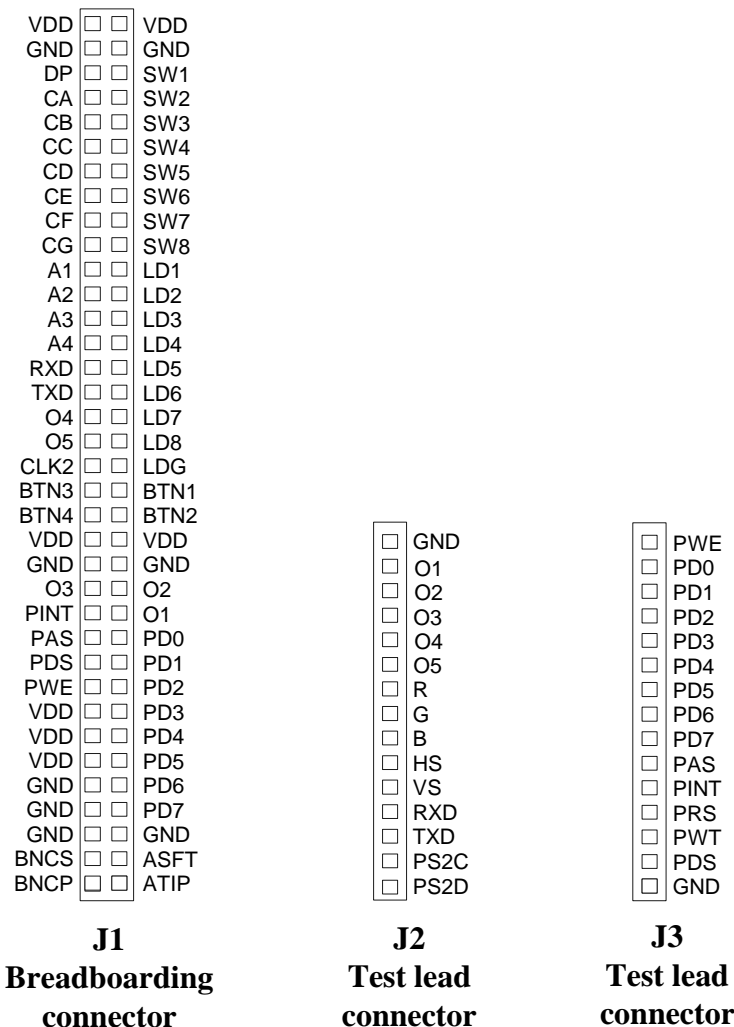 VDD VDD
GND GND
DP SW1
CA SW2
CB SW3
CC SW4
CD SW5
CE SW6
CF SW7
CG SW8
A1 LD1
A2 LD2
A3 LD3
A4 LD4
RXD LD5
TXD LD6
O4 LD7
O5 LD8
CLK2 LDG
BTN3 BTN1
BTN4 BTN2
VDD VDD
GND GND
O3 O2
PINT O1
PAS PD0
PDS PD1
PWE PD2
VDD PD3
VDD PD4
VDD PD5
GND PD6
GND PD7
GND GND
BNCS ASFT
BNCP ATIP
J1
Breadboarding
connector
GND
O1
O2
O3
O4
O5
R
G
B
HS
VS
RXD
TXD
PS2C
PS2D
J2
Test lead
connector
PWE
PD0
PD1
PD2
PD3
PD4
PD5
PD6
PD7
PAS
PINT
PRS
PWT
PDS
GND
J3
Test lead
connector